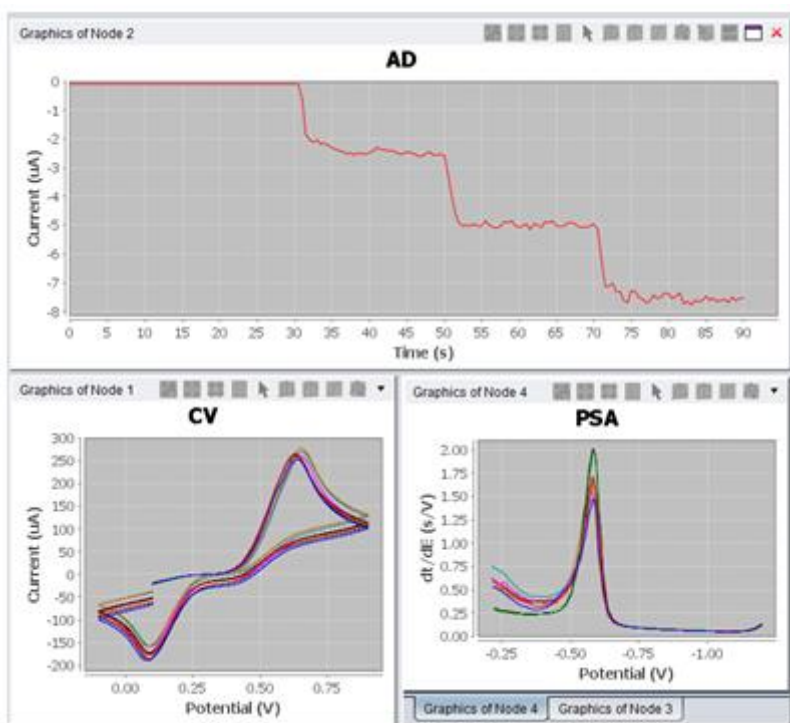 Graphics of Node 2
AD
0
-1
-2
-3
-4
-5
-6
-7
-8
Current (uA)
0 5 10 15 20 25 30 35 40 45 50 55 60 65 70 75 80 85 90
Time (s)
Graphics of Node 1
CV
300
250
200
150
100
50
0
-50
-100
-150
-200
Current (uA)
0.00 0.25 0.50 0.75
Potential (V)
Graphics of Node 4
PSA
2.00
1.75
1.50
1.25
1.00
0.75
0.50
0.25
0.00
dt/dE (s/V)
-0.25 -0.50 -0.75 -1.00
Potential (V)
Graphics of Node 4 Graphics of Node 3